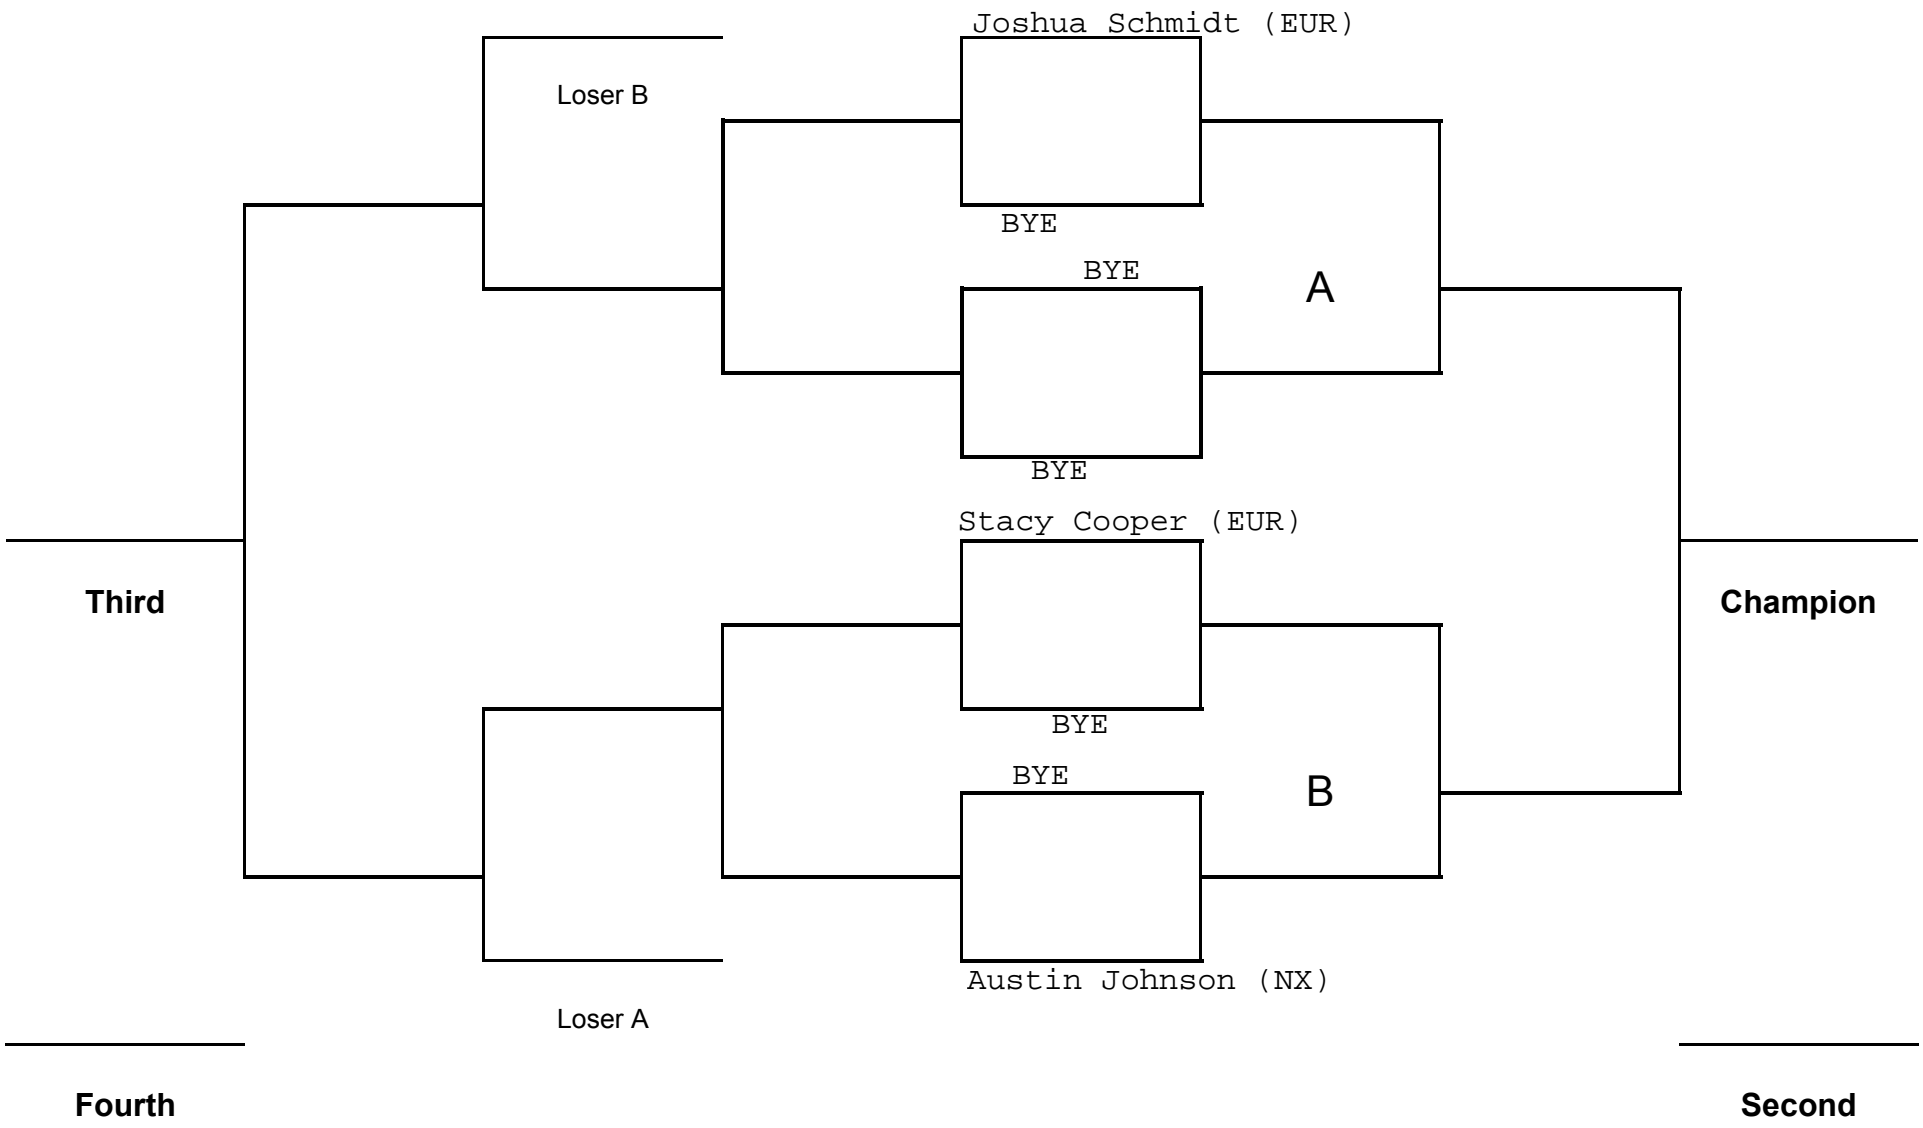 Joshua Schmidt (EUR)
Loser B
BYE
BYE
A
BYE
Stacy Cooper (EUR)
Third
Champion
BYE
BYE
B
Austin Johnson (NX)
Loser A
Fourth
Second